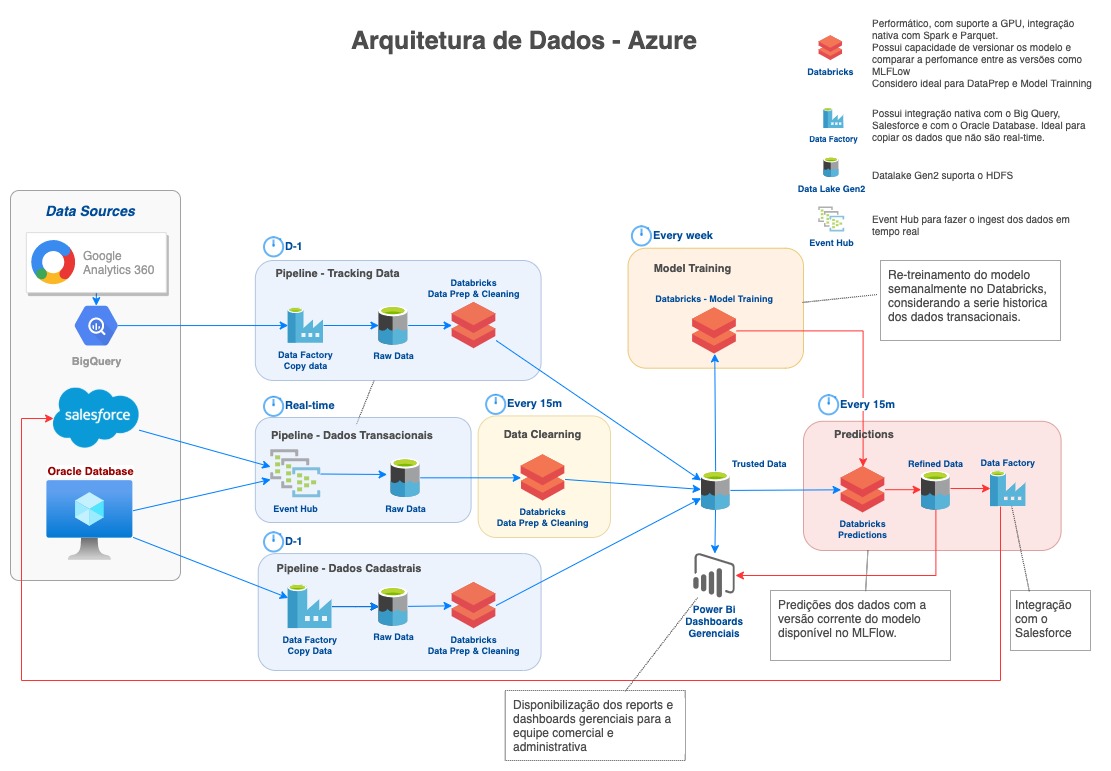 Arquitetura de Dados - Azure
Databricks
Performático, com suporte a GPU, integração
nativa com Spark e Parquet.
Possui capacidade de versionar os modelo e
comparar a perfomance entre as versões como
MLFLow
Considero ideal para DataPrep e Model Trainning
Data Factory
Possui integração nativa com o Big Query,
Salesforce e com o Oracle Database. Ideal para
copiar os dados que não são real-time.
Data Lake Gen2
Datalake Gen2 suporta o HDFS
Event Hub
Event Hub para fazer o ingest dos dados em
tempo real
Data Sources
Google
Analytics 360
BigQuery
salesforce
Oracle Database
D-1
Pipeline - Tracking Data
Data Factory
Copy data
Raw Data
Databricks
Data Prep & Cleaning
Real-time
Pipeline - Dados Transacionais
Event Hub
Raw Data
Every 15m
Data Clearning
Databricks
Data Prep & Cleaning
D-1
Pipeline - Dados Cadastrais
Data Factory
Copy Data
Raw Data
Databricks
Data Prep & Cleaning
Every week
Model Training
Databricks - Model Training
Re-treinamento do modelo
semanalmente no Databricks,
considerando a serie historica
dos dados transacionais.
Trusted Data
Every 15m
Predictions
Databricks
Predictions
Refined Data
Data Factory
Power Bi
Dashboards
Gerenciais
Predições dos dados com a
versão corrente do modelo
disponível no MLFlow.
Integração
com o
Salesforce
Disponibilização dos reports e
dashboards gerenciais para a
equipe comercial e
administrativa